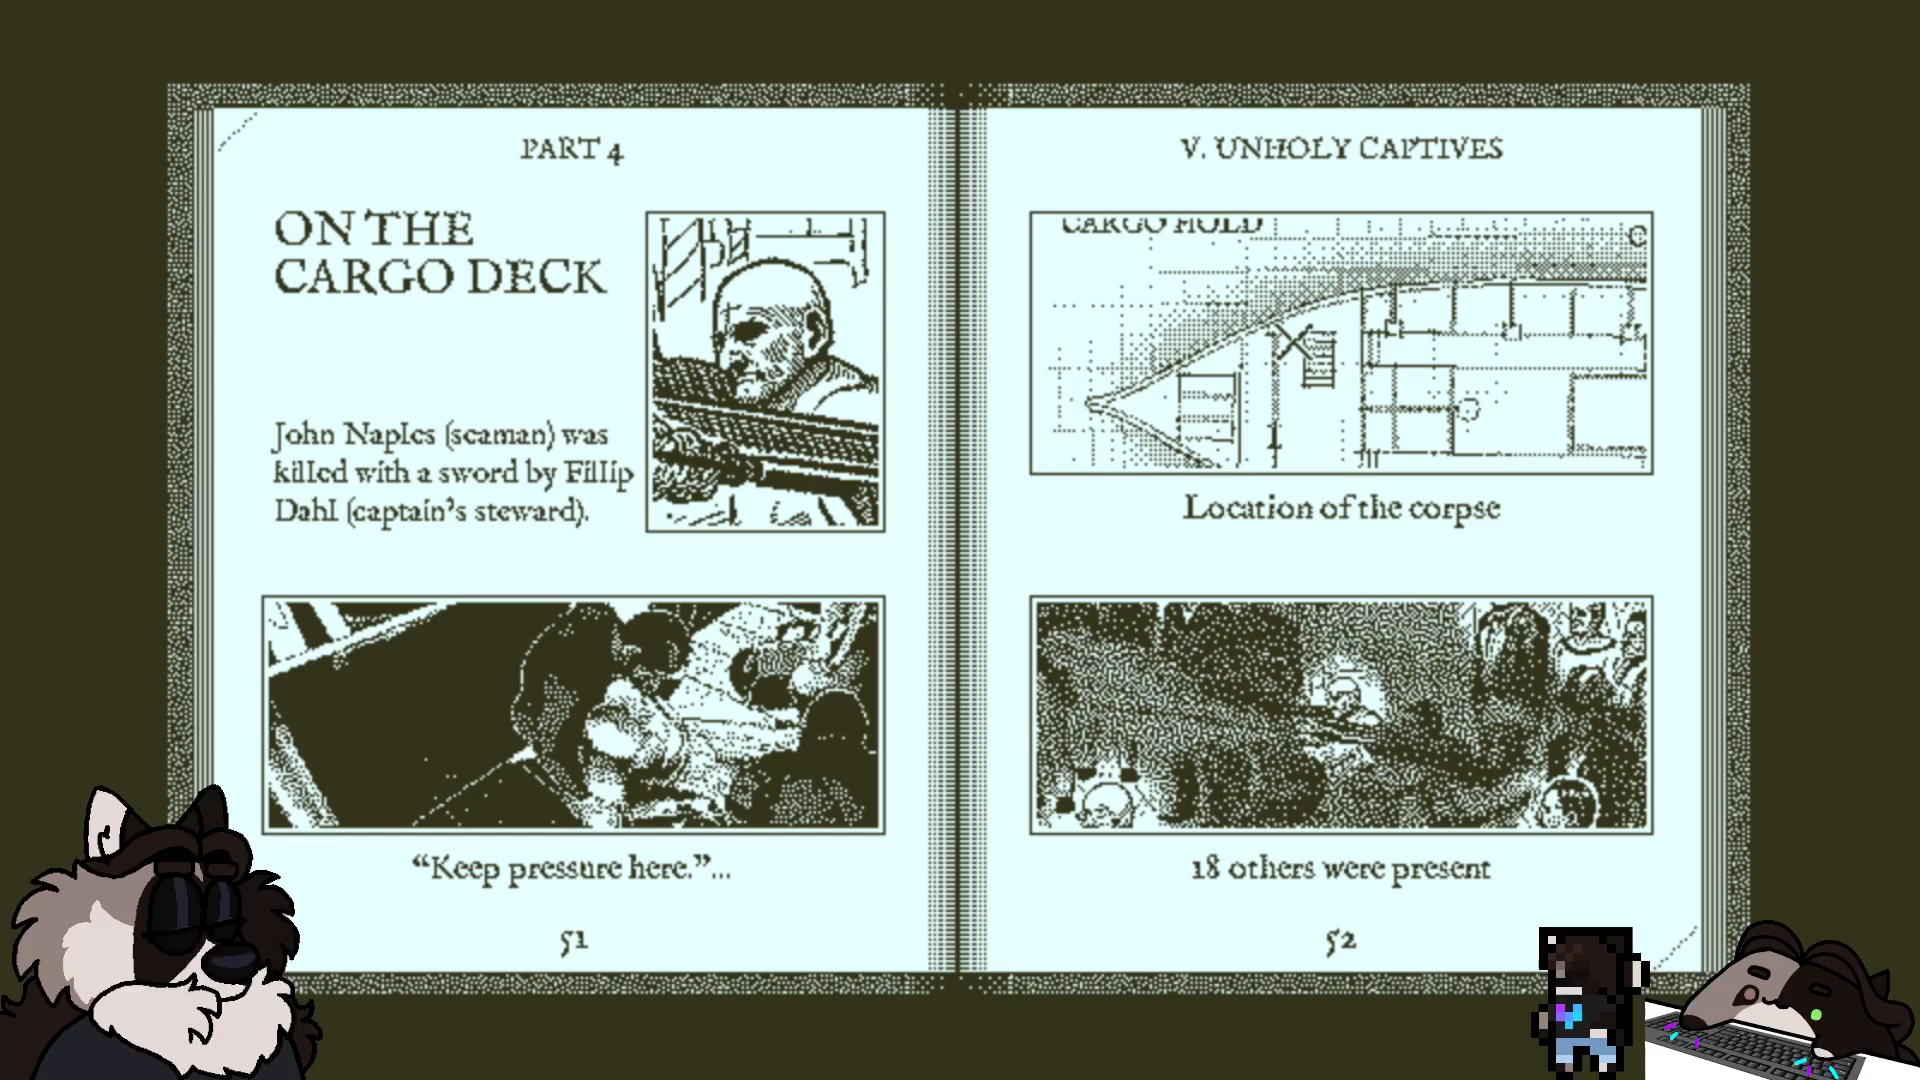 PART 4
ON THE
CARGO DECK
John Naples (seaman) was
killed with a sword by Fillip
Dahl (captain's steward).
"Keep pressure here."...
51
V. UNHOLY CAPTIVES
CARGO HOLD
C
Location of the corpse
18 others were present
52